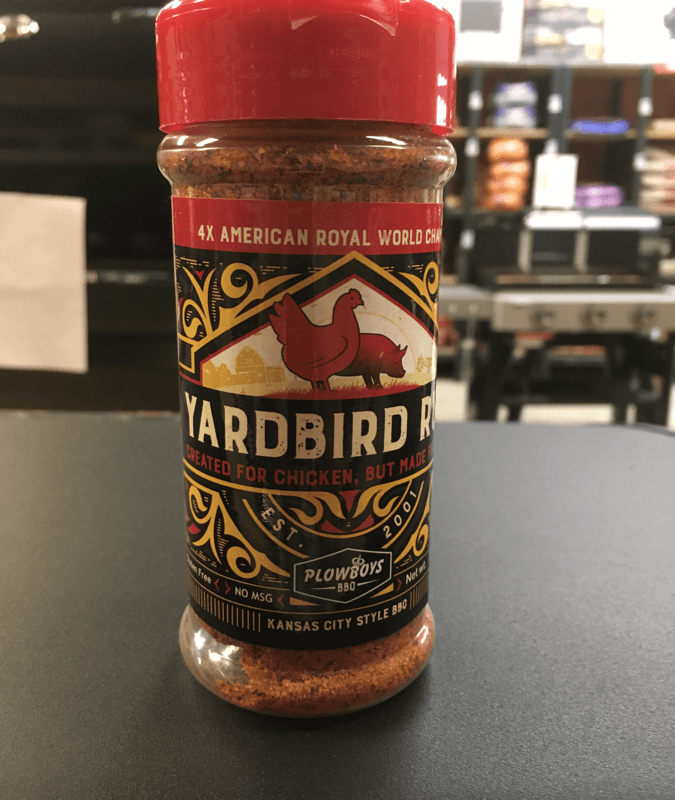 4X AMERICAN ROYAL WORLD CHA
YARDBIRD R
CREATED FOR CHICKEN, BUT MADE
EST. 2001
PLOWBOYS
BBQ
Free < > NO MSG < > Net wt.
KANSAS CITY STYLE BBQ